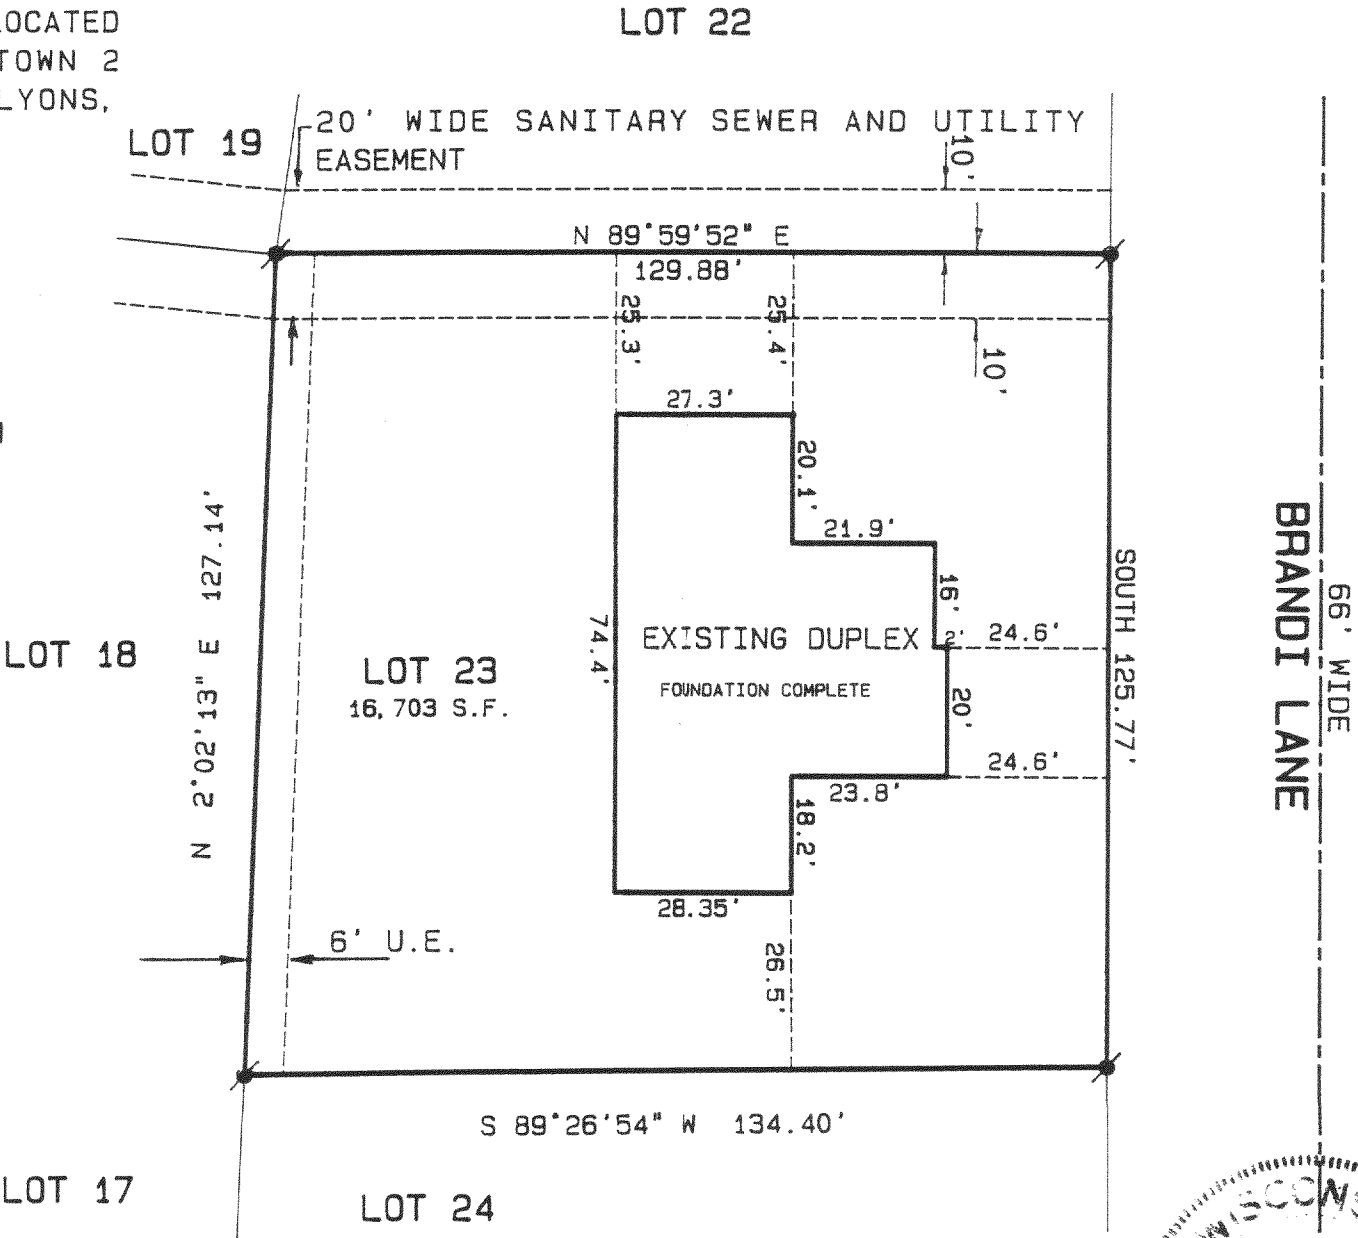 LOCATED
TOWN 2
LYONS,
LOT 22
LOT 19
20' WIDE SANITARY SEWER AND UTILITY
EASEMENT
10'
N 89°59'52" E
129.88'
25.3'
25.4'
10'
27.3'
20.1'
21.9'
16'
N 2°02'13" E 127.14'
LOT 18
LOT 23
16,703 S.F.
74.4'
EXISTING DUPLEX
FOUNDATION COMPLETE
2'
24.6'
20'
24.6'
23.8'
18.2'
28.35'
26.5'
SOUTH 125.77'
BRANDI LANE
66' WIDE
6' U.E.
S 89°26'54" W 134.40'
LOT 17
LOT 24
WISCONS